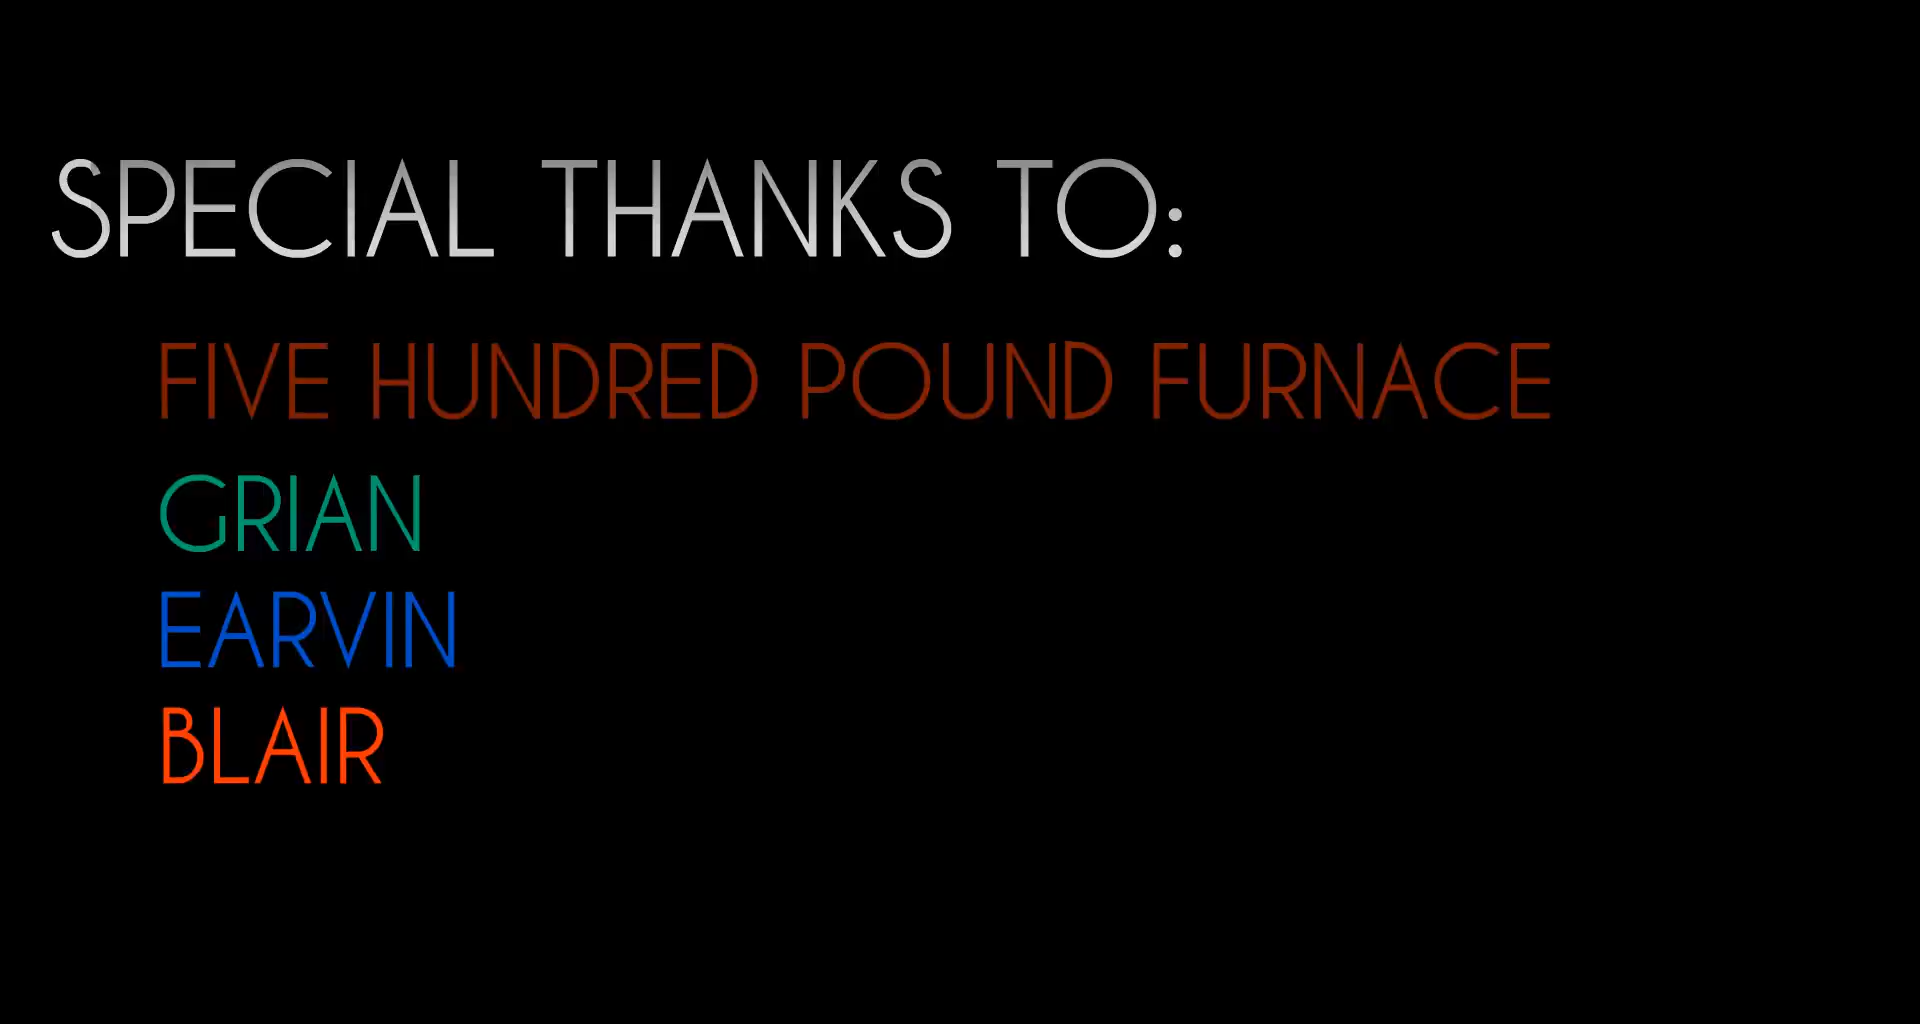 SPECIAL THANKS TO:
FIVE HUNDRED POUND FURNACE
GRIAN
EARVIN
BLAIR